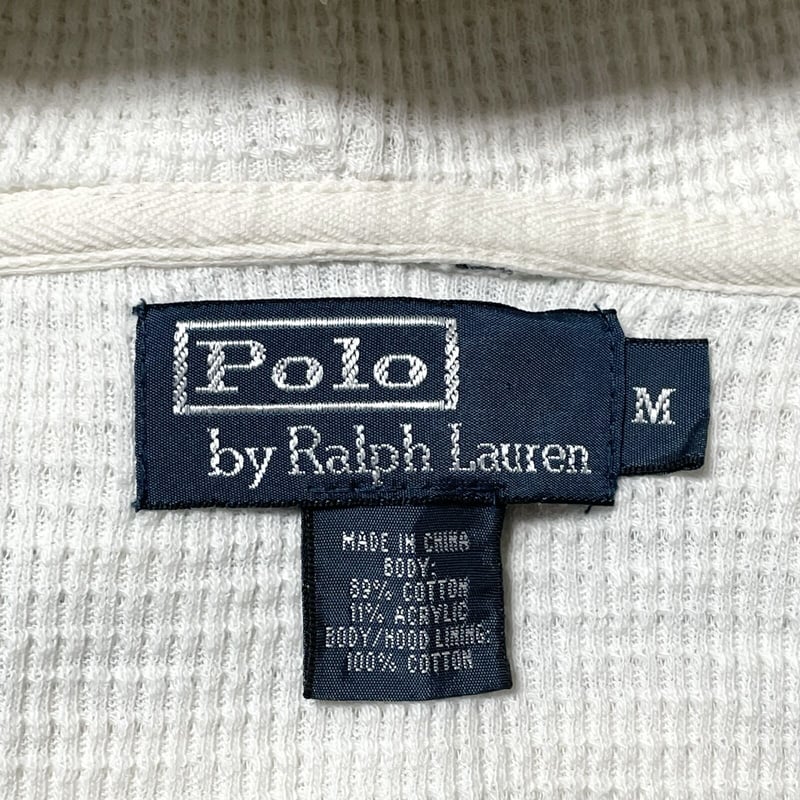 Polo
by Ralph Lauren
M
MADE IN CHINA
BODY:
89% COTTON
11% ACRYLIC
BODY/HOOD LINING:
100% COTTON